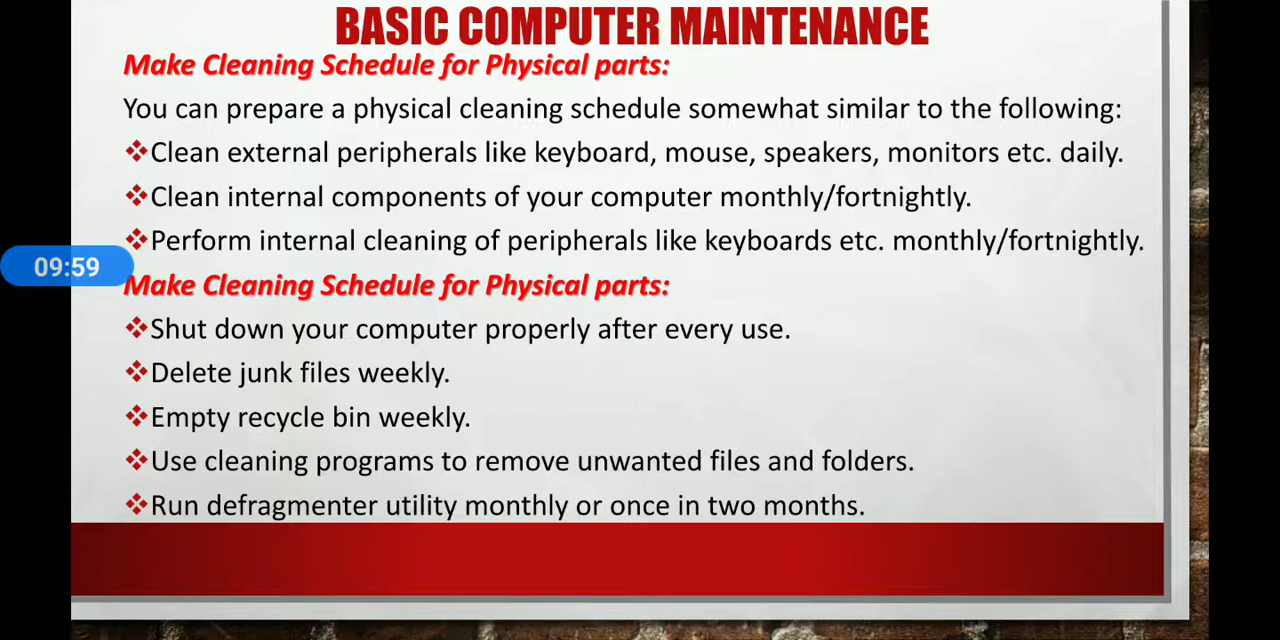 BASIC COMPUTER MAINTENANCE
Make Cleaning Schedule for Physical parts:
You can prepare a physical cleaning schedule somewhat similar to the following:
❖Clean external peripherals like keyboard, mouse, speakers, monitors etc. daily.
❖Clean internal components of your computer monthly/fortnightly.
❖Perform internal cleaning of peripherals like keyboards etc. monthly/fortnightly.
09:59
Make Cleaning Schedule for Physical parts:
❖Shut down your computer properly after every use.
❖Delete junk files weekly.
❖Empty recycle bin weekly.
❖Use cleaning programs to remove unwanted files and folders.
❖Run defragmenter utility monthly or once in two months.